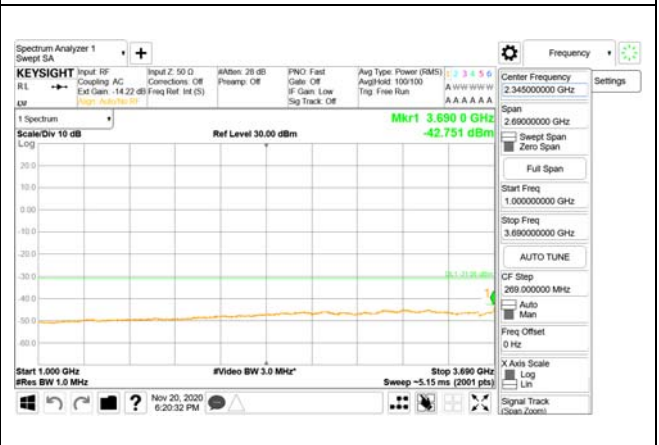 Spectrum Analyzer 1
Swept SA
+
Frequency
KEYSIGHT
Input: RF
Input Z: 50 Ω
#Atten: 28 dB
PNO: Fast
Avg Type: Power (RMS)
1 2 3 4 5 6
RL
Coupling: AC
Corrections: Off
Preamp: Off
Gate: Off
Avg|Hold: 100/100
A W W W W W
Ext Gain: -14.22 dB
Freq Ref: Int (S)
IF Gain: Low
Trig: Free Run
Align: Auto/No RF
Sig Track: Off
A A A A A A
Center Frequency
2.345000000 GHz
Settings
1 Spectrum
Mkr1 3.690 0 GHz
Scale/Div 10 dB
Ref Level 30.00 dBm
-42.751 dBm
Log
20.0
10.0
0.00
-10.0
-20.0
-30.0
-40.0
-50.0
-60.0
1
Start 1.000 GHz
#Video BW 3.0 MHz*
Stop 3.690 GHz
#Res BW 1.0 MHz
Sweep ~5.15 ms (2001 pts)
Span
2.69000000 GHz
Swept Span
Zero Span
Full Span
Start Freq
1.000000000 GHz
Stop Freq
3.690000000 GHz
AUTO TUNE
CF Step
269.000000 MHz
Auto
Man
Freq Offset
0 Hz
X Axis Scale
Log
Lin
Signal Track
(Span Zoom)
?
Nov 20, 2020
6:20:32 PM